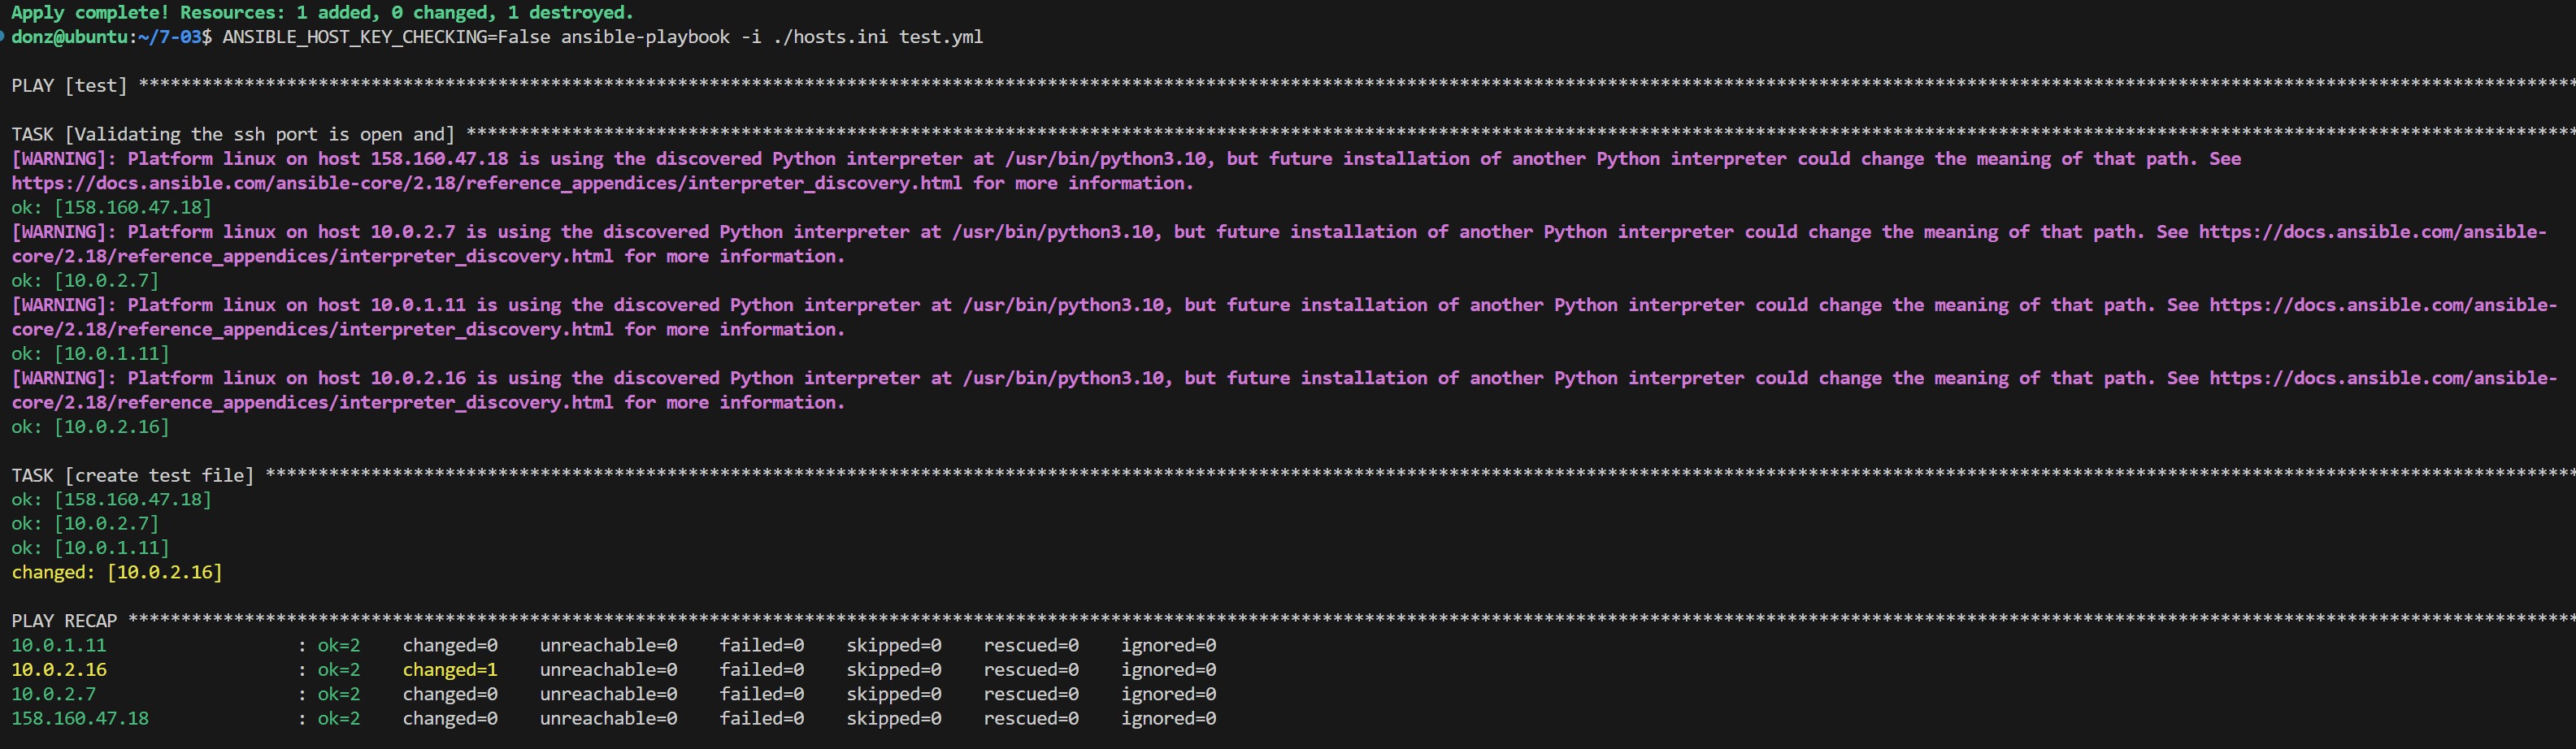 Apply complete! Resources: 1 added, 0 changed, 1 destroyed.
donz@ubuntu:~/7-03$ ANSIBLE_HOST_KEY_CHECKING=False ansible-playbook -i ./hosts.ini test.yml
PLAY [test] ****************************************************************************************************
TASK [Validating the ssh port is open and] ****************************************************************************************************
[WARNING]: Platform linux on host 158.160.47.18 is using the discovered Python interpreter at /usr/bin/python3.10, but future installation of another Python interpreter could change the meaning of that path. See
https://docs.ansible.com/ansible-core/2.18/reference_appendices/interpreter_discovery.html for more information.
ok: [158.160.47.18]
[WARNING]: Platform linux on host 10.0.2.7 is using the discovered Python interpreter at /usr/bin/python3.10, but future installation of another Python interpreter could change the meaning of that path. See https://docs.ansible.com/ansible-
core/2.18/reference_appendices/interpreter_discovery.html for more information.
ok: [10.0.2.7]
[WARNING]: Platform linux on host 10.0.1.11 is using the discovered Python interpreter at /usr/bin/python3.10, but future installation of another Python interpreter could change the meaning of that path. See https://docs.ansible.com/ansible-
core/2.18/reference_appendices/interpreter_discovery.html for more information.
ok: [10.0.1.11]
[WARNING]: Platform linux on host 10.0.2.16 is using the discovered Python interpreter at /usr/bin/python3.10, but future installation of another Python interpreter could change the meaning of that path. See https://docs.ansible.com/ansible-
core/2.18/reference_appendices/interpreter_discovery.html for more information.
ok: [10.0.2.16]
TASK [create test file] ****************************************************************************************************
ok: [158.160.47.18]
ok: [10.0.2.7]
ok: [10.0.1.11]
changed: [10.0.2.16]
PLAY RECAP ****************************************************************************************************
10.0.1.11 : ok=2 changed=0 unreachable=0 failed=0 skipped=0 rescued=0 ignored=0
10.0.2.16 : ok=2 changed=1 unreachable=0 failed=0 skipped=0 rescued=0 ignored=0
10.0.2.7 : ok=2 changed=0 unreachable=0 failed=0 skipped=0 rescued=0 ignored=0
158.160.47.18 : ok=2 changed=0 unreachable=0 failed=0 skipped=0 rescued=0 ignored=0